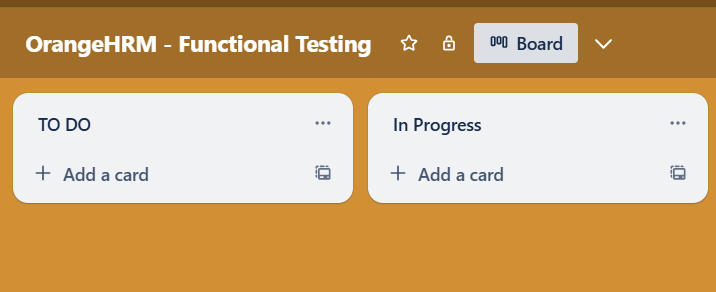 OrangeHRM - Functional Testing
Board
TO DO
Add a card
In Progress
Add a card